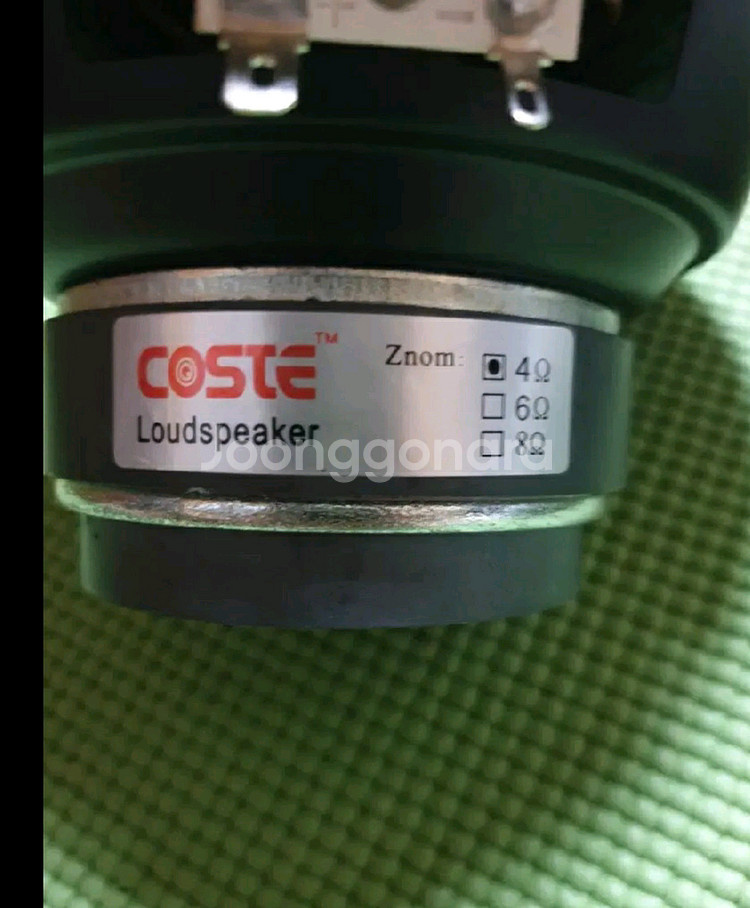 + −
COSTE™
Loudspeaker
Znom: 4Ω
6Ω
8Ω
Joonggonara